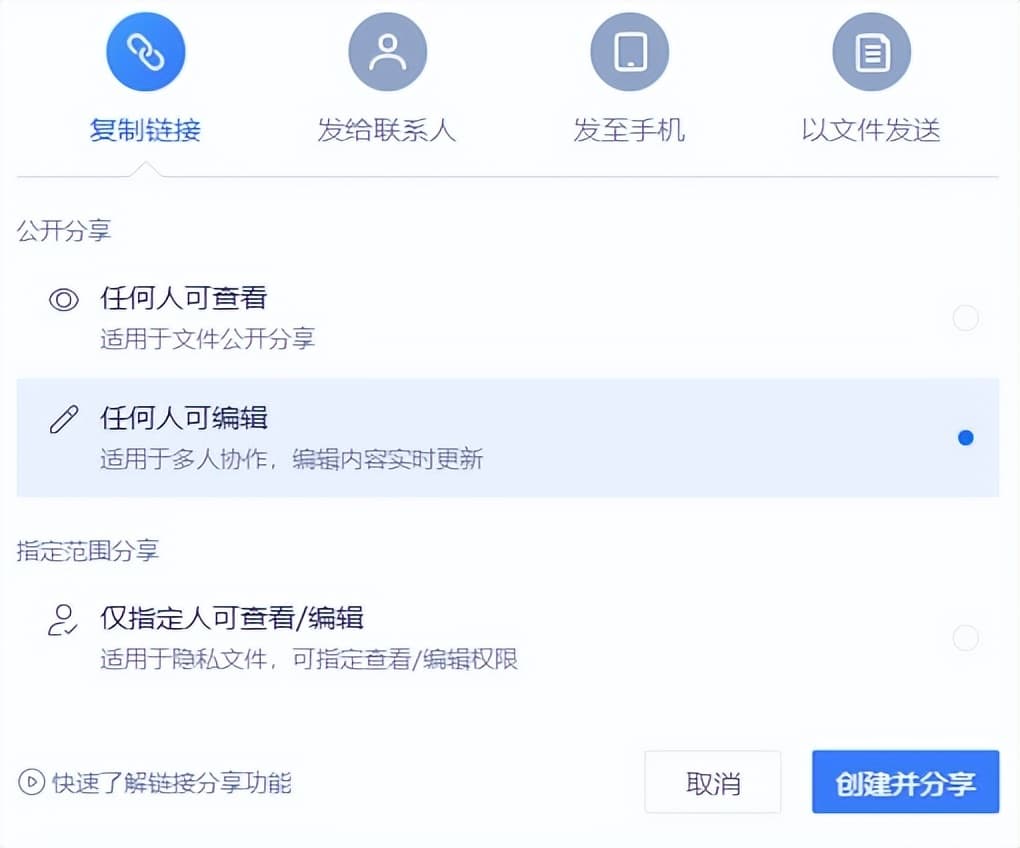 复制链接 发给联系人 发至手机 以文件发送
公开分享
任何人可查看
适用于文件公开分享
任何人可编辑
适用于多人协作，编辑内容实时更新
指定范围分享
仅指定人可查看/编辑
适用于隐私文件，可指定查看/编辑权限
快速了解链接分享功能 取消 创建并分享